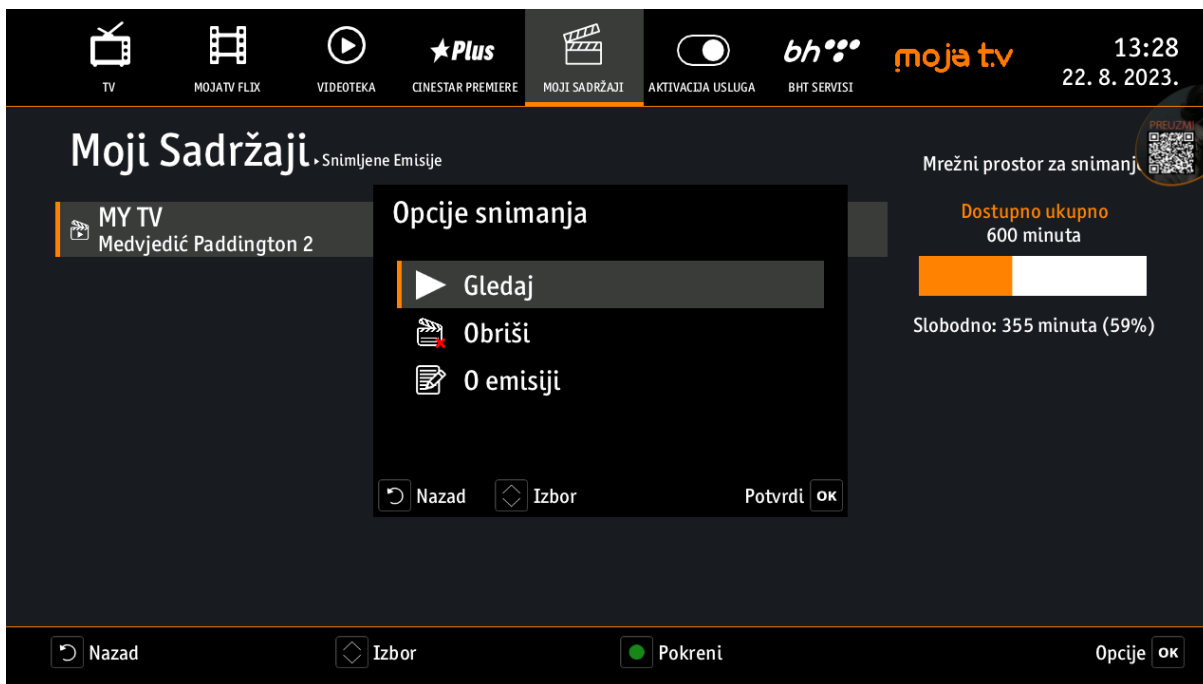 TV
MOJATV FLIX
VIDEOTEKA
Plus
CINESTAR PREMIERE
MOJI SADRŽAJI
AKTIVACIJA USLUGA
bh
BHT SERVISI
moja tv
13:28
22. 8. 2023.
Moji Sadržaji
Snimljene Emisije
PREUZMI
Mrežni prostor za snimanj
MY TV
Medvjedić Paddington 2
Opcije snimanja
Gledaj
Obriši
O emisiji
Nazad
Izbor
Potvrdi OK
Dostupno ukupno
600 minuta
Slobodno: 355 minuta (59%)
Nazad
Izbor
Pokreni
Opcije OK